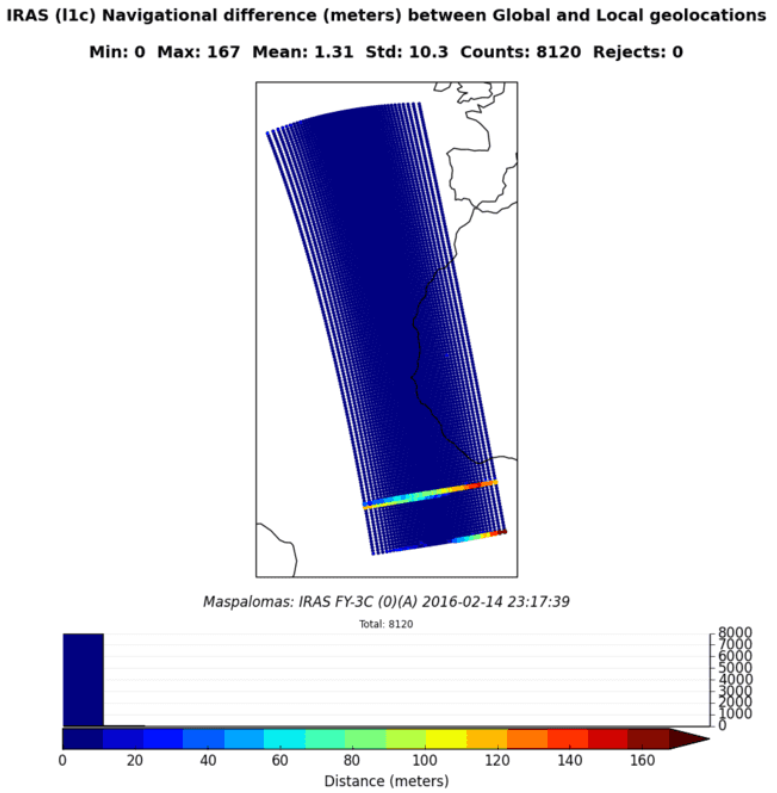 IRAS (l1c) Navigational difference (meters) between Global and Local geolocations
Min: 0 Max: 167 Mean: 1.31 Std: 10.3 Counts: 8120 Rejects: 0
Maspalomas: IRAS FY-3C (0)(A) 2016-02-14 23:17:39
Total: 8120
8000
7000
6000
5000
4000
3000
2000
1000
0
0 20 40 60 80 100 120 140 160
Distance (meters)